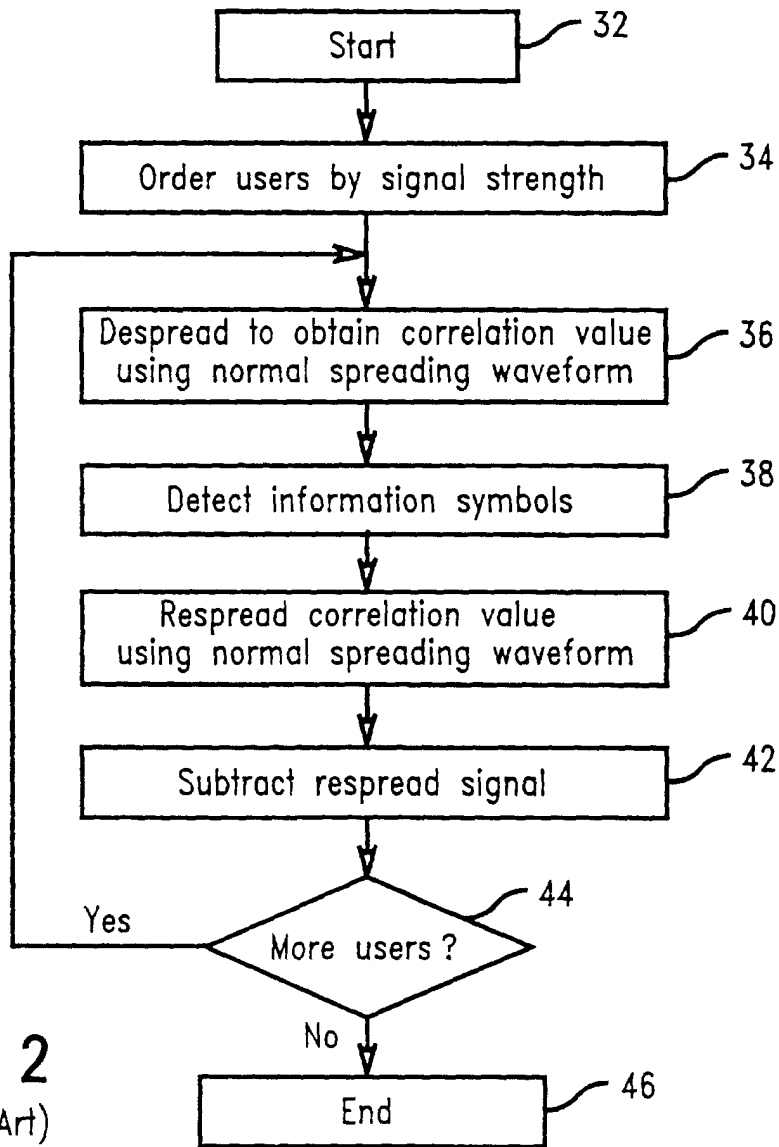 Start
32
Order users by signal strength
34
Despread to obtain correlation value
using normal spreading waveform
36
Detect information symbols
38
Respread correlation value
using normal spreading waveform
40
Subtract respread signal
42
More users ?
44
Yes
No
End
46
2
Art)